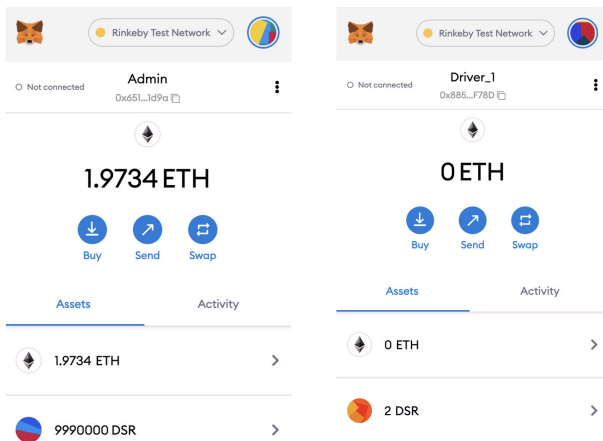 Rinkeby Test Network
Not connected
Admin
0x651...1d9a
1.9734 ETH
Buy Send Swap
Assets Activity
1.9734 ETH
9990000 DSR
Rinkeby Test Network
Not connected
Driver_1
0x885...F78D
0 ETH
Buy Send Swap
Assets Activity
0 ETH
2 DSR